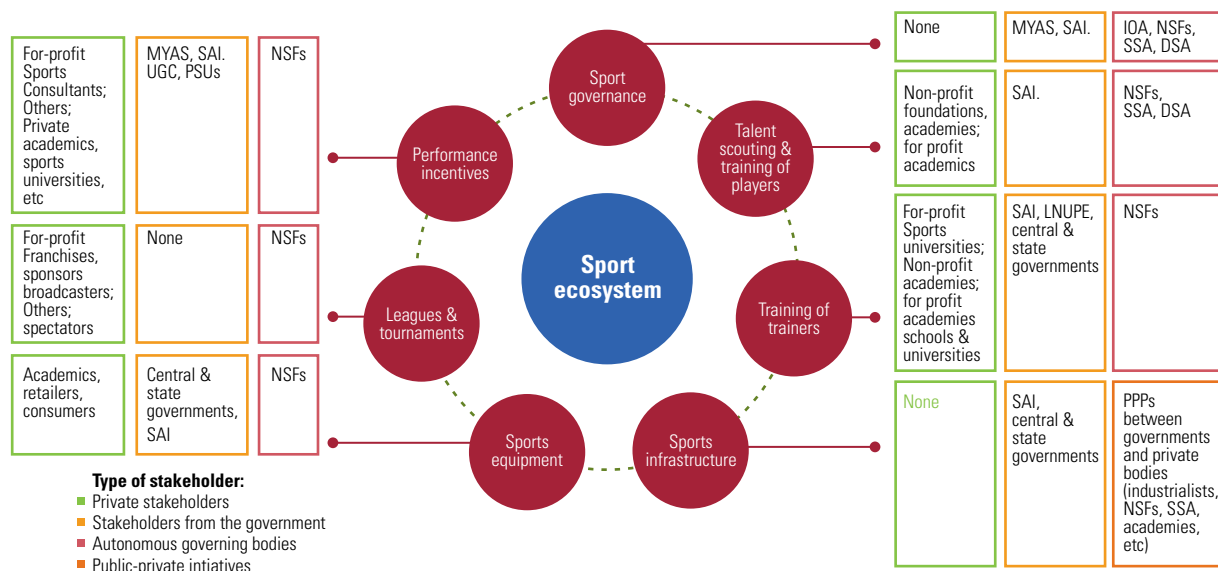 For-profit
Sports
Consultants;
Others;
Private
academics,
sports
universities,
etc
MYAS, SAI.
UGC, PSUs
NSFs
For-profit
Franchises,
sponsors
broadcasters;
Others;
spectators
None
NSFs
Academics,
retailers,
consumers
Central &
state
governments,
SAI
NSFs
Sport
governance
Performance
incentives
Talent
scouting &
training of
players
Sport
ecosystem
Leagues &
tournaments
Training of
trainers
Sports
equipment
Sports
infrastructure
None
MYAS, SAI.
IOA, NSFs,
SSA, DSA
Non-profit
foundations,
academies;
for profit
academics
SAI.
NSFs,
SSA, DSA
For-profit
Sports
universities;
Non-profit
academies;
for profit
academies
schools &
universities
SAI, LNUPE,
central &
state
governments
NSFs
None
SAI,
central &
state
governments
PPPs
between
governments
and private
bodies
(industrialists,
NSFs, SSA,
academies,
etc)
Type of stakeholder:
Private stakeholders
Stakeholders from the government
Autonomous governing bodies
Public-private intiatives